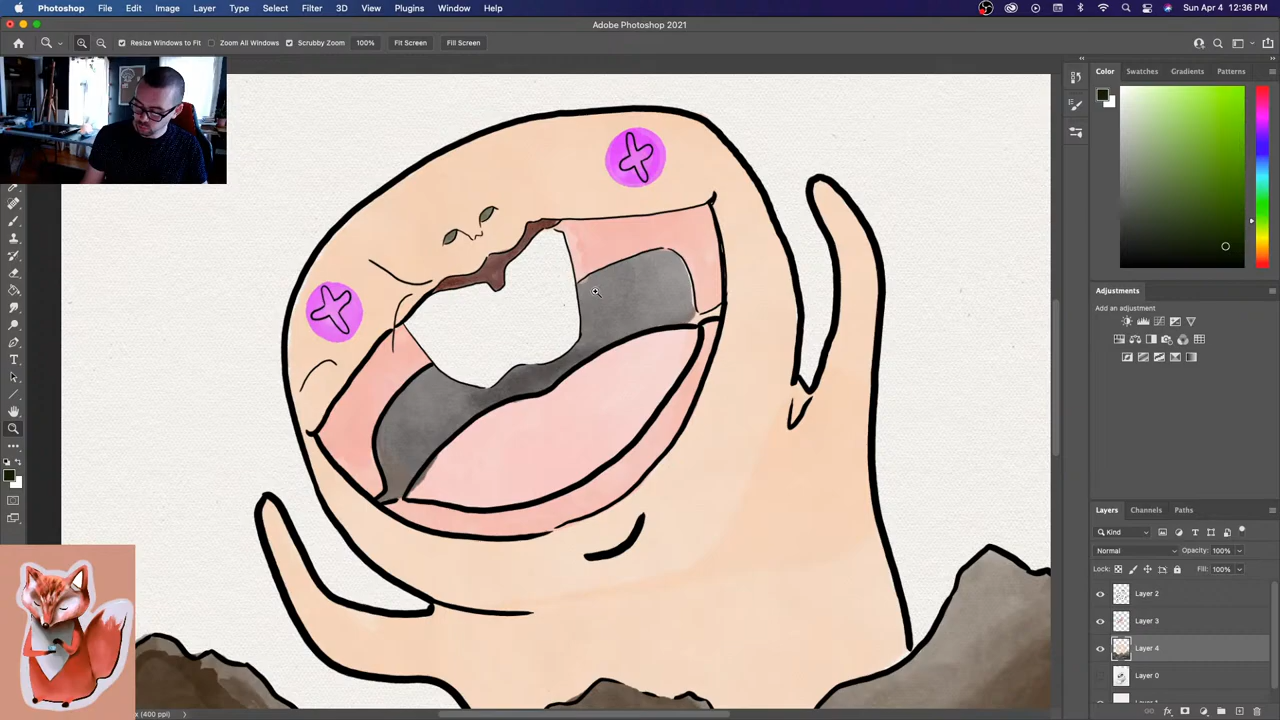 Photoshop File Edit Image Layer Type Select Filter 3D View Plugins Window Help
Sun Apr 4 12:36 PM
Adobe Photoshop 2021
Resize Windows to Fit Zoom All Windows Scrubby Zoom 100% Fit Screen Fill Screen
Color Swatches Gradients Patterns
Adjustments
Add an adjustment
Layers Channels Paths
Kind
Normal Opacity: 100%
Lock: Fill: 100%
Layer 2
Layer 3
Layer 4
Layer 0
x (400 ppi)